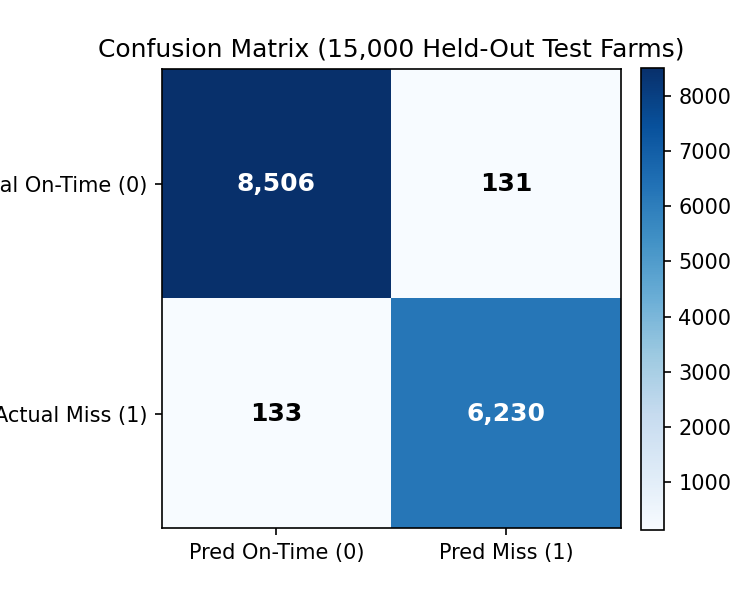 Confusion Matrix (15,000 Held-Out Test Farms)
al On-Time (0)
8,506
131
Actual Miss (1)
133
6,230
Pred On-Time (0)
Pred Miss (1)
8000
7000
6000
5000
4000
3000
2000
1000